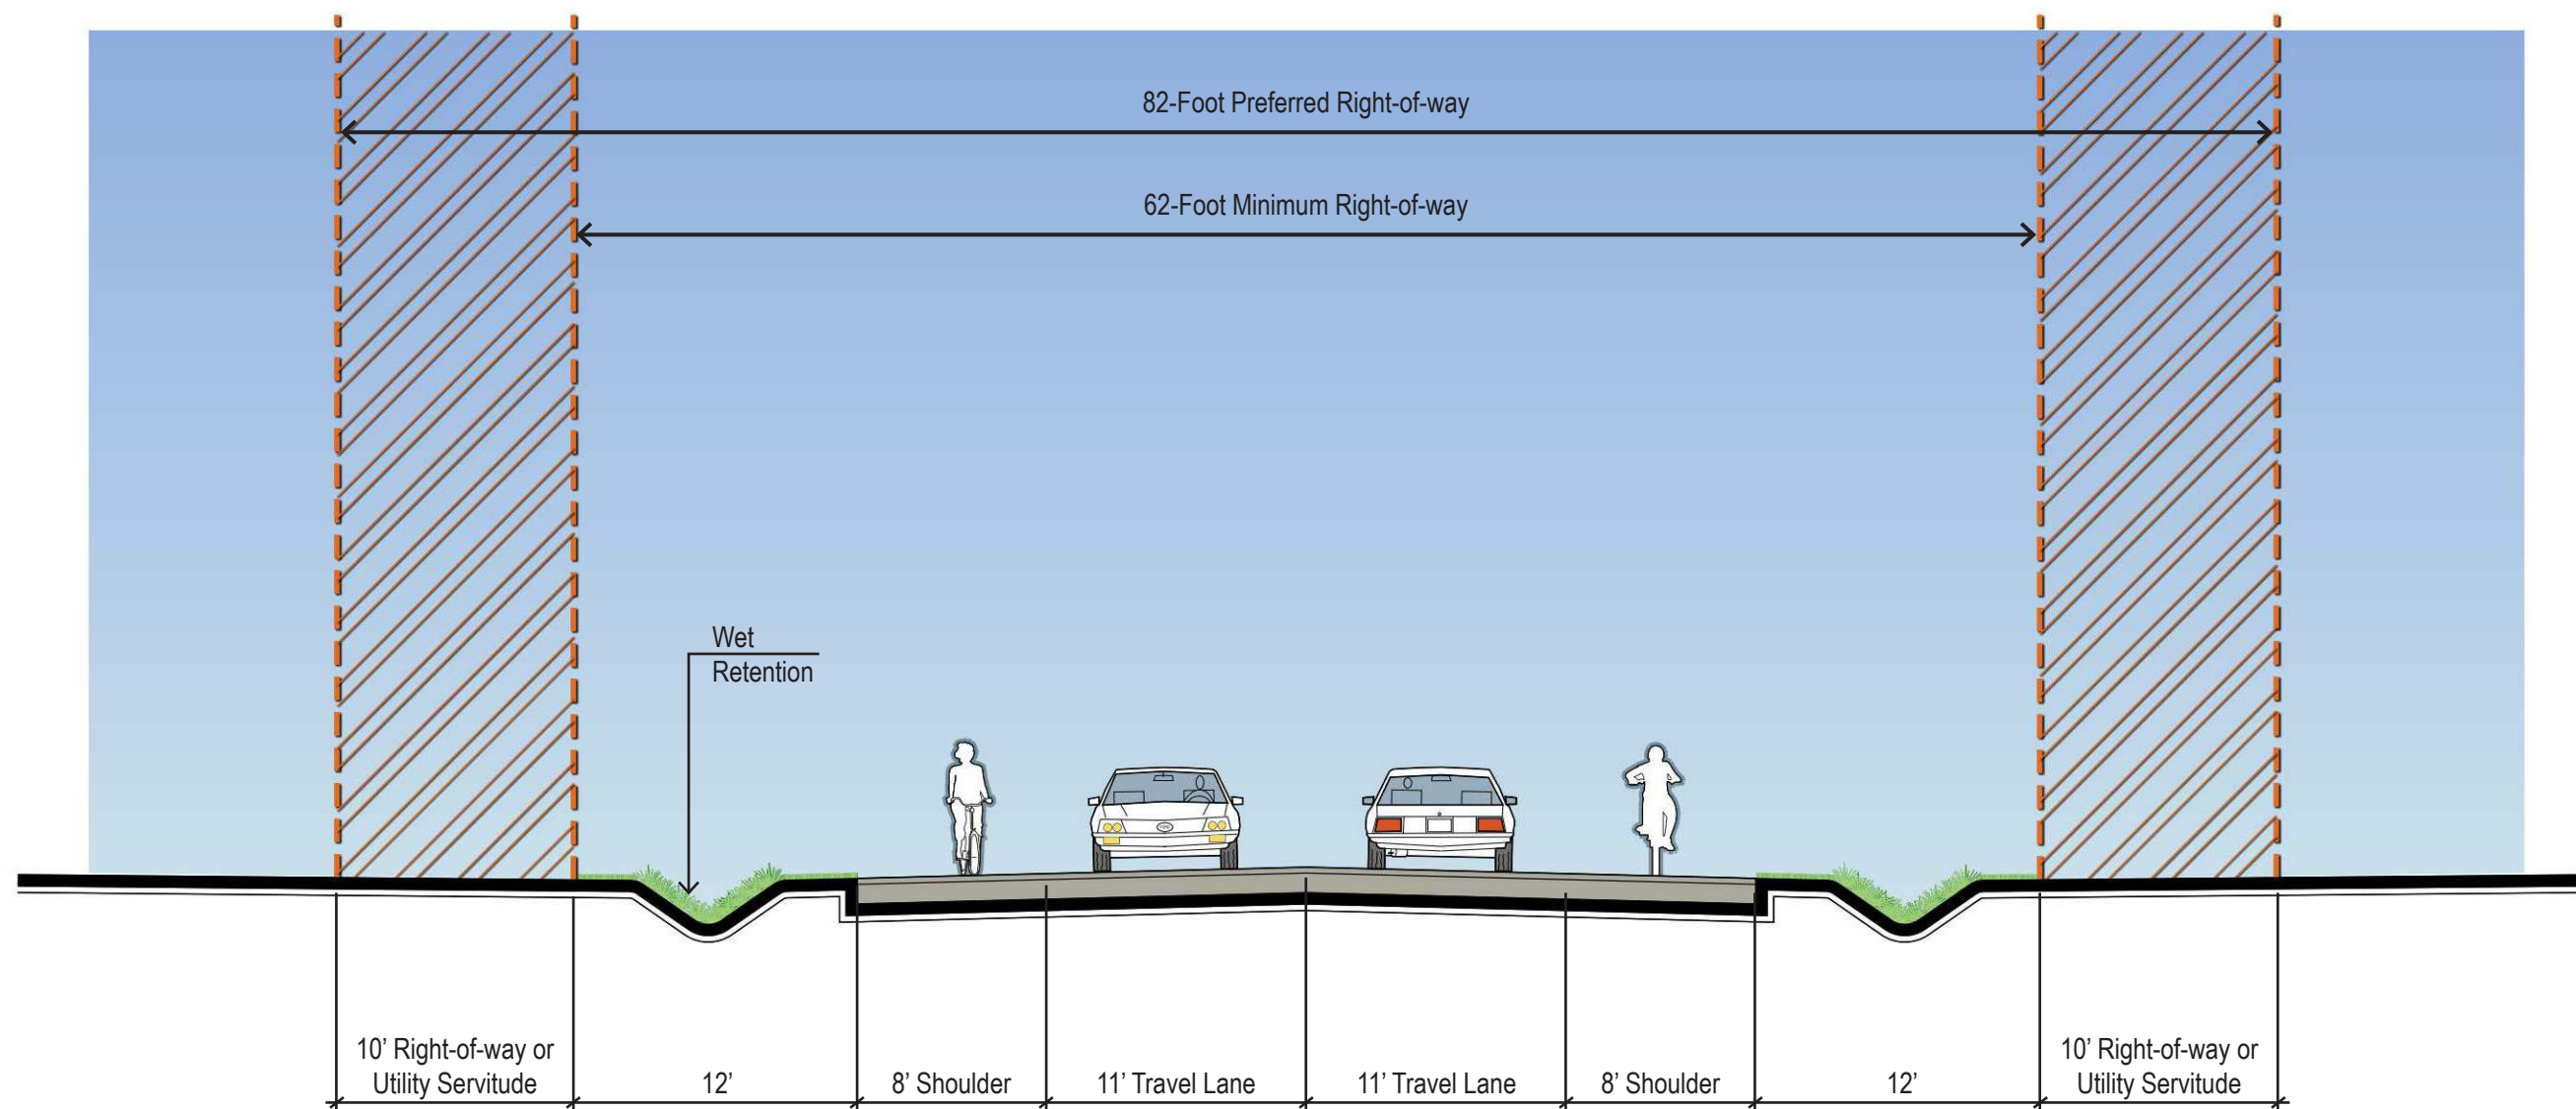 82-Foot Preferred Right-of-way
62-Foot Minimum Right-of-way
Wet
Retention
10’ Right-of-way or
Utility Servitude
12’
8’ Shoulder
11’ Travel Lane
11’ Travel Lane
8’ Shoulder
12’
10’ Right-of-way or
Utility Servitude